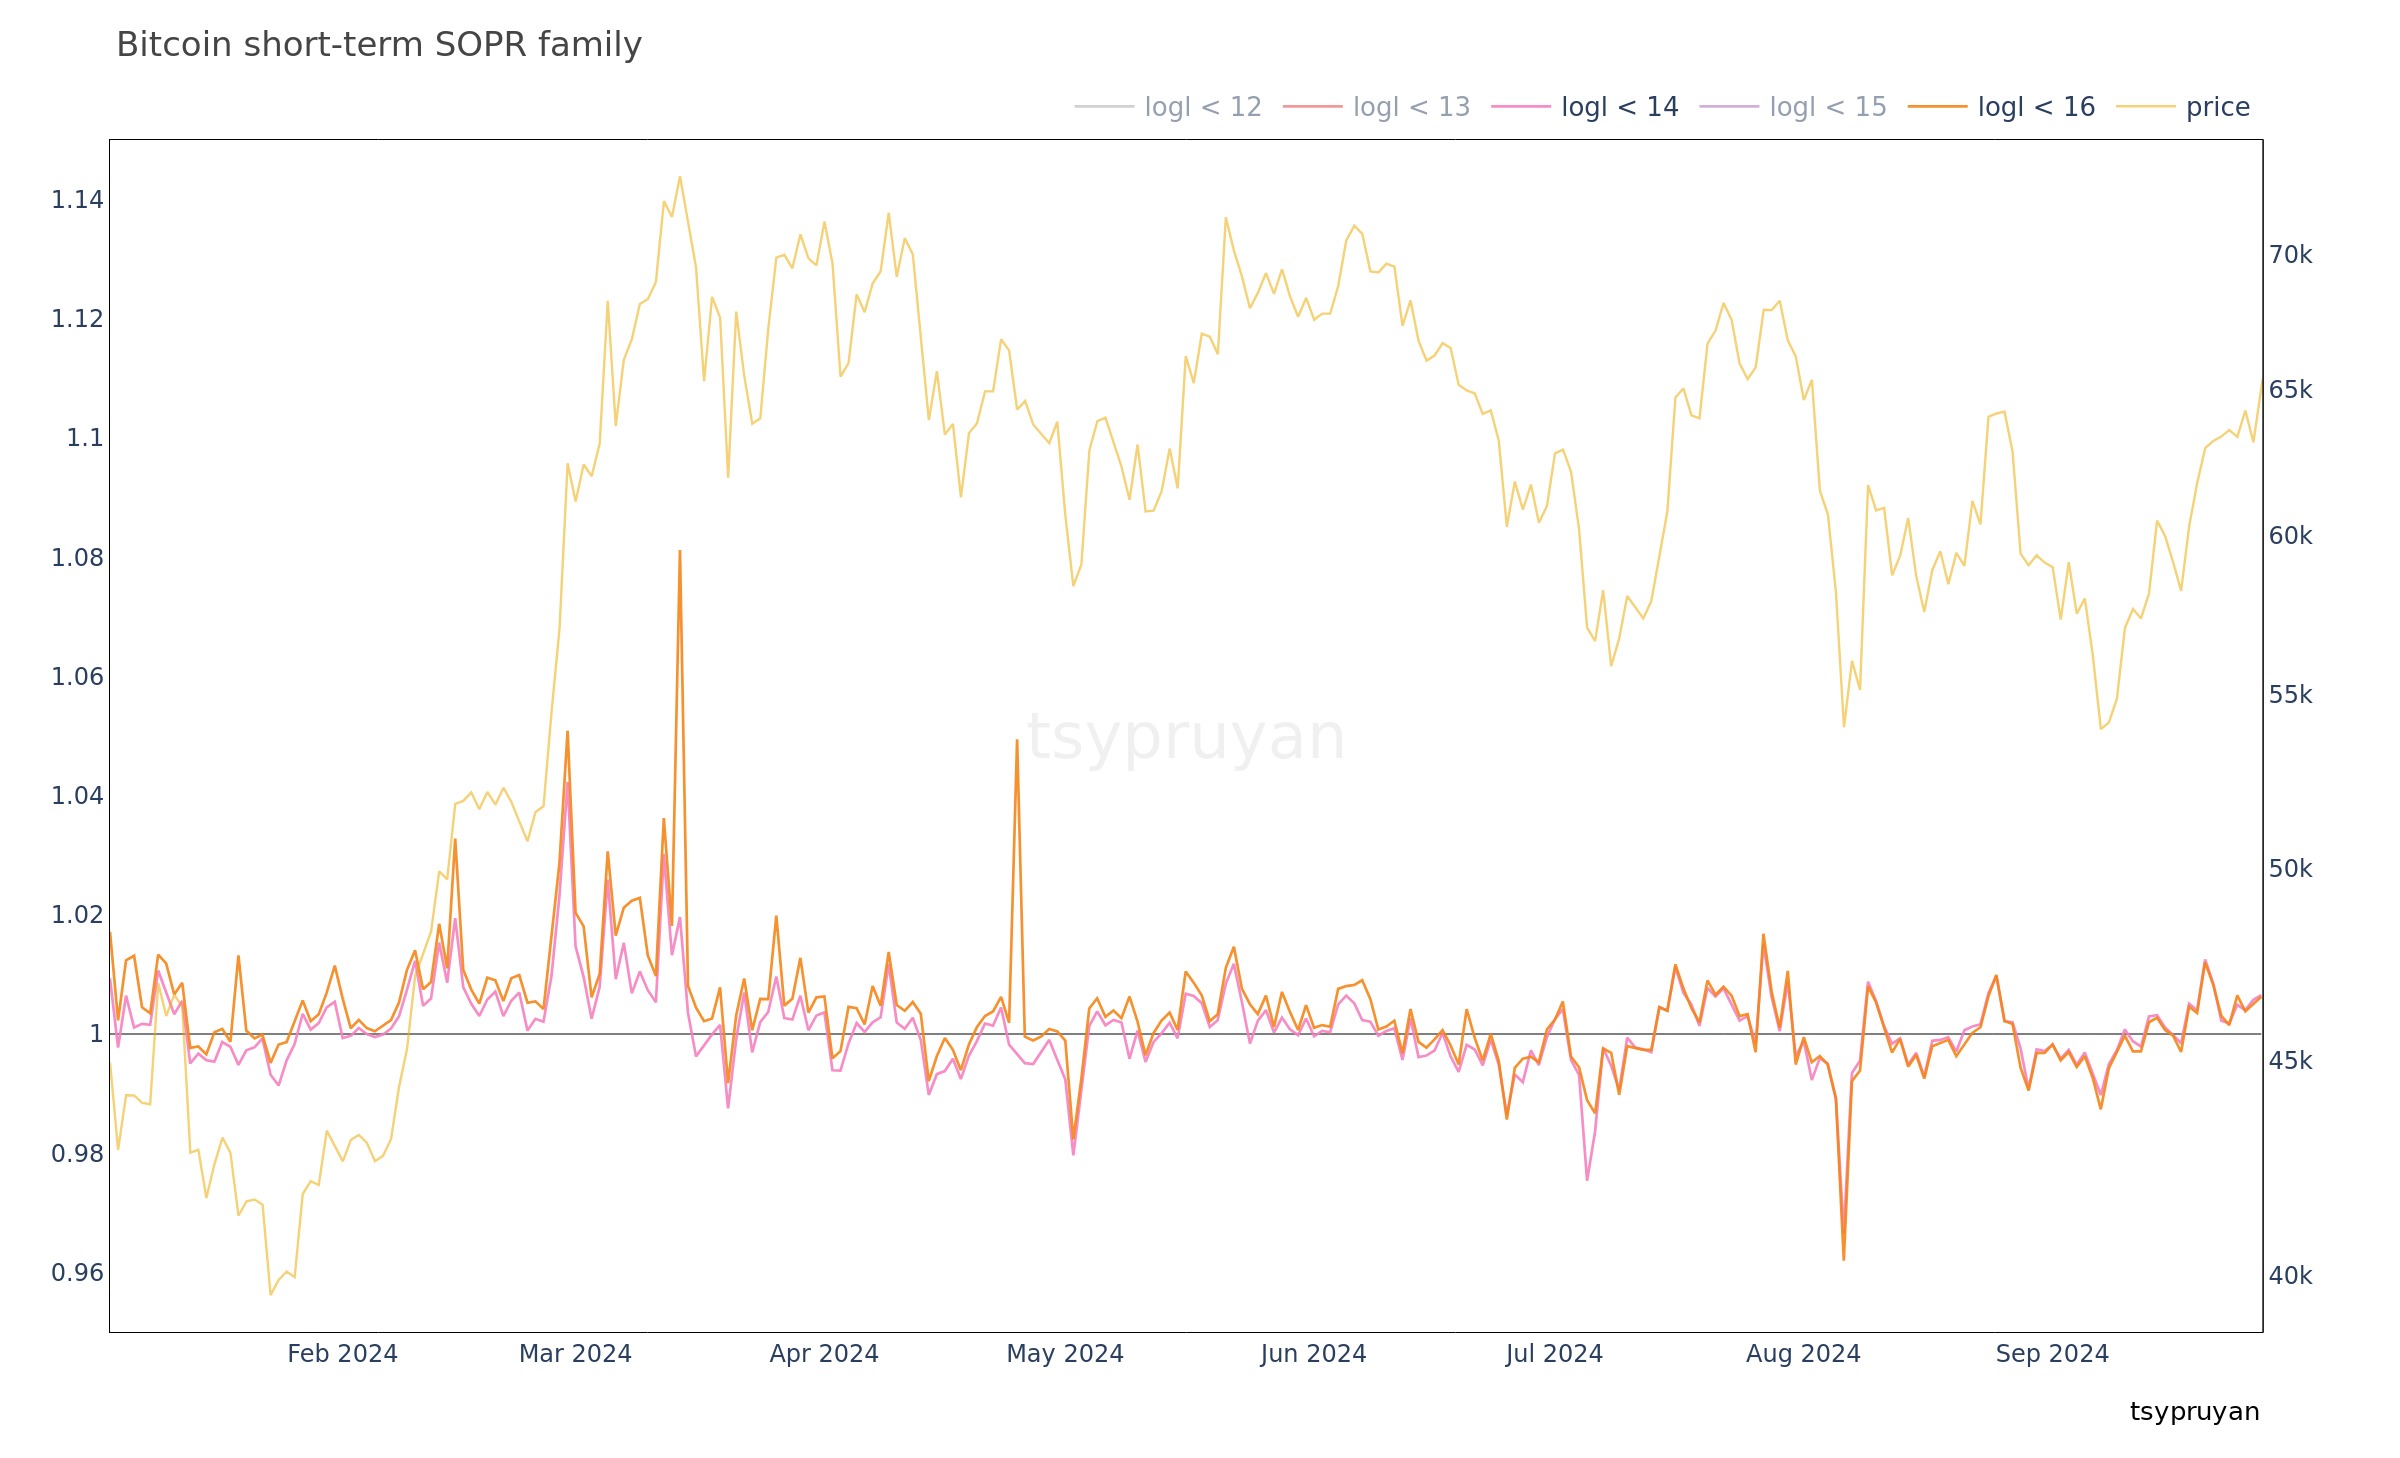 Bitcoin short-term SOPR family
logl < 12 logl < 13 logl < 14 logl < 15 logl < 16 price
1.14
1.12
1.1
1.08
1.06
1.04
1.02
1
0.98
0.96
70k
65k
60k
55k
50k
45k
40k
tsypruyan
Feb 2024 Mar 2024 Apr 2024 May 2024 Jun 2024 Jul 2024 Aug 2024 Sep 2024
tsypruyan